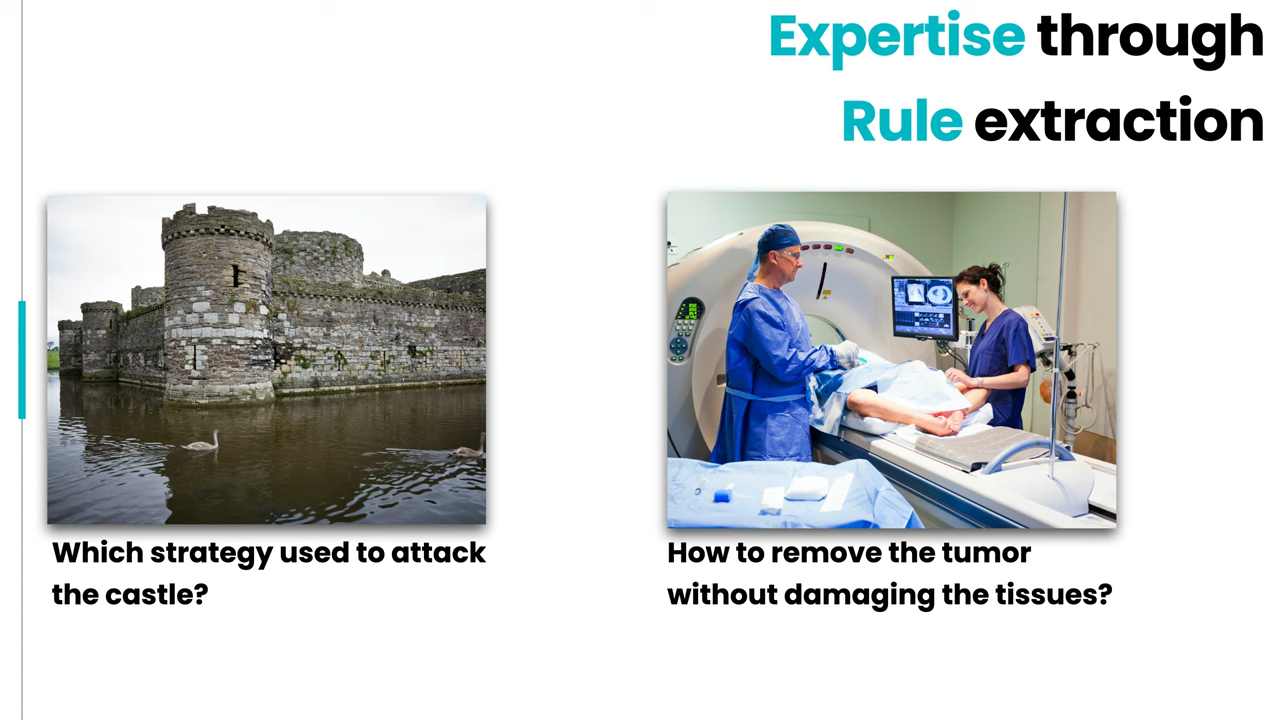 Expertise through
Rule extraction
Which strategy used to attack
the castle?
How to remove the tumor
without damaging the tissues?